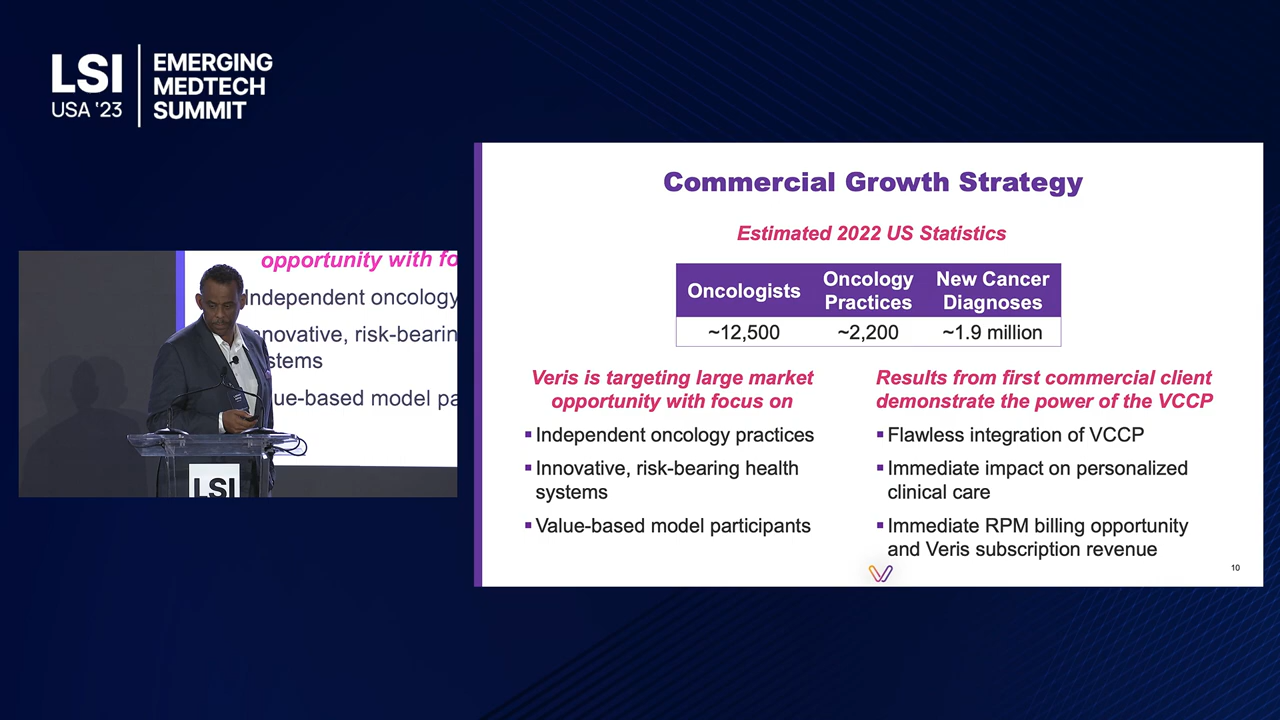 LSI
USA '23
EMERGING
MEDTECH
SUMMIT
opportunity with fo
Independent oncology
nnovative, risk-bearin
stems
ue-based model pa
LSI
Commercial Growth Strategy
Estimated 2022 US Statistics
Oncologists
Oncology
Practices
New Cancer
Diagnoses
~12,500
~2,200
~1.9 million
Veris is targeting large market
opportunity with focus on
▪ Independent oncology practices
▪ Innovative, risk-bearing health
systems
▪ Value-based model participants
Results from first commercial client
demonstrate the power of the VCCP
▪ Flawless integration of VCCP
▪ Immediate impact on personalized
clinical care
▪ Immediate RPM billing opportunity
and Veris subscription revenue
10